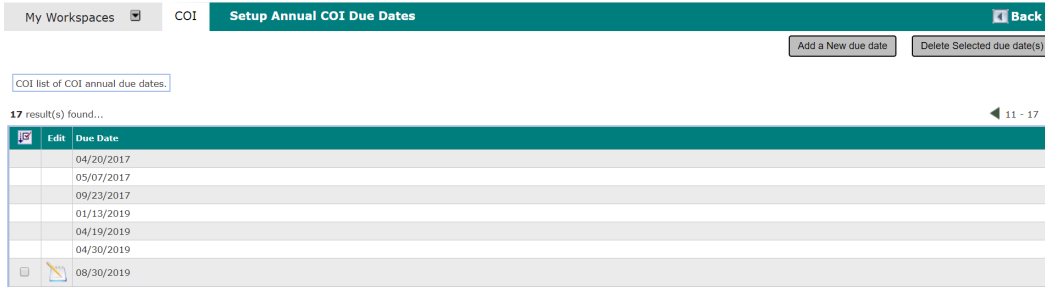 My Workspaces COI Setup Annual COI Due Dates Back
Add a New due date Delete Selected due date(s)
COI list of COI annual due dates.
17 result(s) found... 11 - 17
Edit Due Date
04/20/2017
05/07/2017
09/23/2017
01/13/2019
04/19/2019
04/30/2019
08/30/2019